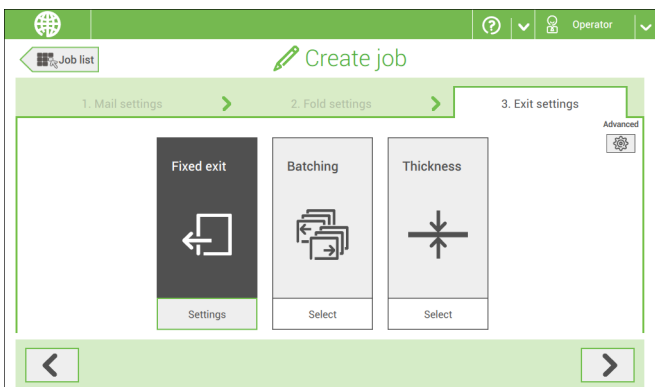 Operator
Job list
Create job
1. Mail settings
2. Fold settings
3. Exit settings
Advanced
Fixed exit
Batching
Thickness
Settings
Select
Select